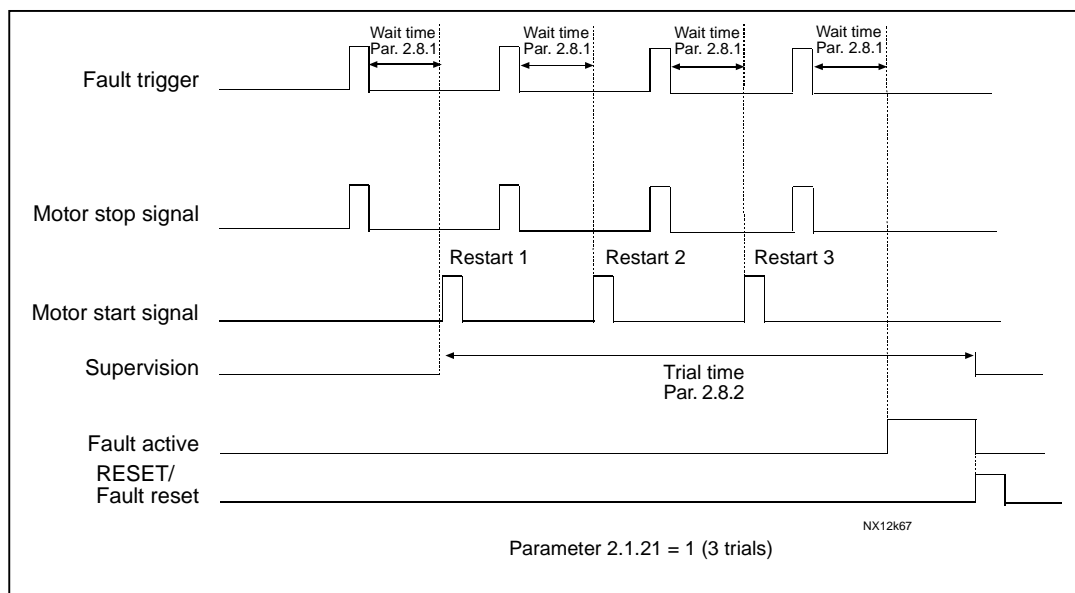 Wait time
Par. 2.8.1
Wait time
Par. 2.8.1
Wait time
Par. 2.8.1
Wait time
Par. 2.8.1
Fault trigger
Motor stop signal
Restart 1
Restart 2
Restart 3
Motor start signal
Supervision
Trial time
Par. 2.8.2
Fault active
RESET/
Fault reset
NX12k67
Parameter 2.1.21 = 1 (3 trials)